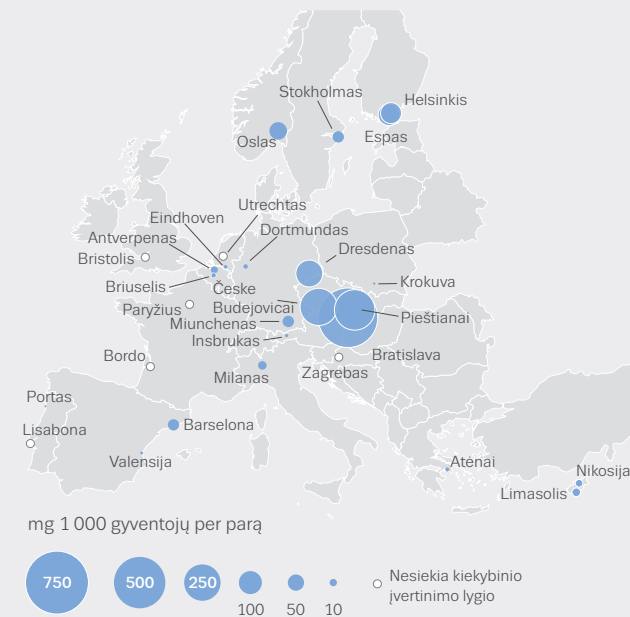 Stokholmas
Helsinkis
Oslas
Espas
Utrechtas
Eindhoven
Dortmundas
Antverpenas
Dresdenas
Bristolis
Briuselis
Česke
Budejovicai
Krokuva
Paryžius
Miunchenas
Pieštianai
Insbrukas
Bordo
Bratislava
Zagrebas
Milanas
Portas
Lisabona
Barselona
Valensija
Atėnai
Nikosija
Limasolis
mg 1 000 gyventojų per parą
750 500 250
100 50 10
Nesiekia kiekybinio
įvertinimo lygio